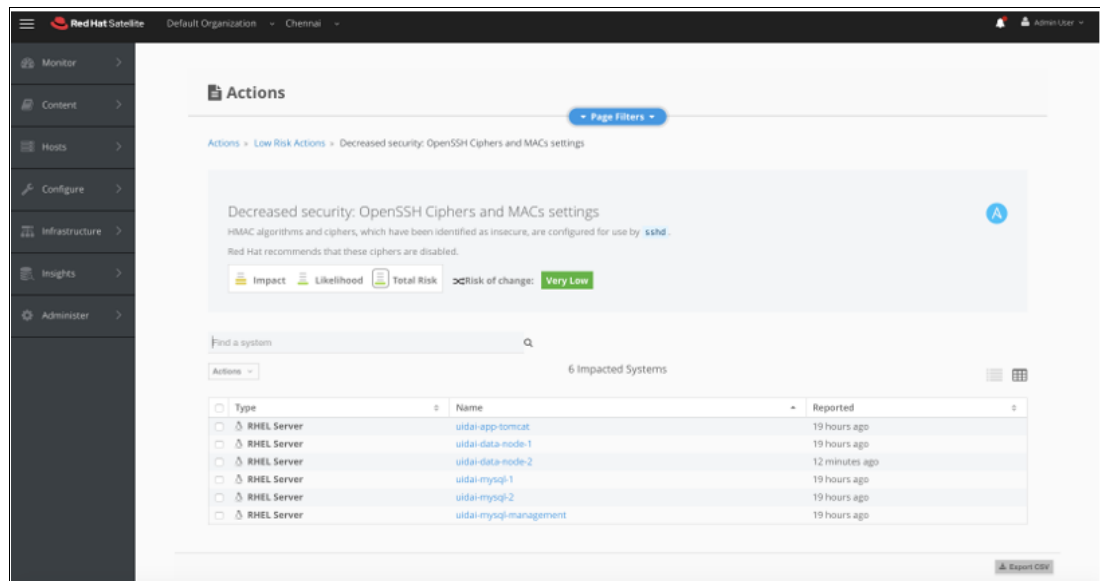 Red Hat Satellite Default Organization Chennai Admin User
Monitor
Content
Hosts
Configure
Infrastructure
Insights
Administer
Actions
Page Filters
Actions » Low Risk Actions » Decreased security: OpenSSH Ciphers and MACs settings
Decreased security: OpenSSH Ciphers and MACs settings
A
HMAC algorithms and ciphers, which have been identified as insecure, are configured for use by sshd.
Red Hat recommends that these ciphers are disabled.
Impact Likelihood Total Risk Risk of change: Very Low
Find a system
Actions 6 Impacted Systems
Type Name Reported
RHEL Server uidai-app-tomcat 19 hours ago
RHEL Server uidai-data-node-1 19 hours ago
RHEL Server uidai-data-node-2 12 minutes ago
RHEL Server uidai-mysql-1 19 hours ago
RHEL Server uidai-mysql-2 19 hours ago
RHEL Server uidai-mysql-management 19 hours ago
Export CSV